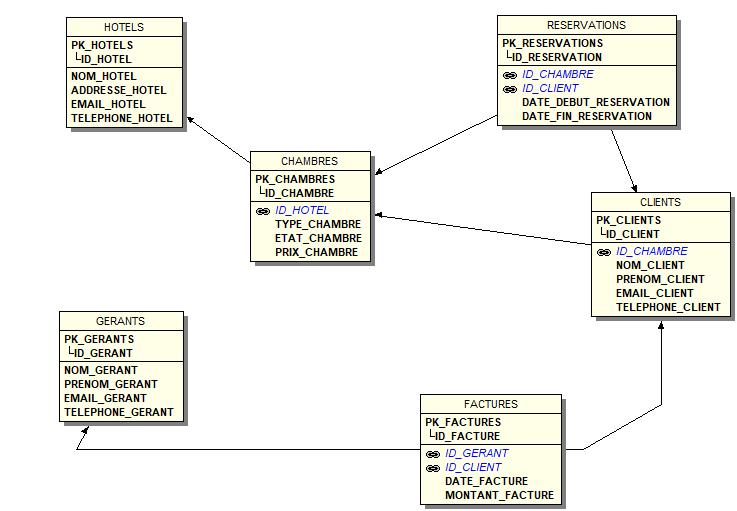 HOTELS
PK_HOTELS
ID_HOTEL
NOM_HOTEL
ADDRESSE_HOTEL
EMAIL_HOTEL
TELEPHONE_HOTEL
RESERVATIONS
PK_RESERVATIONS
ID_RESERVATION
ID_CHAMBRE
ID_CLIENT
DATE_DEBUT_RESERVATION
DATE_FIN_RESERVATION
CHAMBRES
PK_CHAMBRES
ID_CHAMBRE
ID_HOTEL
TYPE_CHAMBRE
ETAT_CHAMBRE
PRIX_CHAMBRE
CLIENTS
PK_CLIENTS
ID_CLIENT
ID_CHAMBRE
NOM_CLIENT
PRENOM_CLIENT
EMAIL_CLIENT
TELEPHONE_CLIENT
GERANTS
PK_GERANTS
ID_GERANT
NOM_GERANT
PRENOM_GERANT
EMAIL_GERANT
TELEPHONE_GERANT
FACTURES
PK_FACTURES
ID_FACTURE
ID_GERANT
ID_CLIENT
DATE_FACTURE
MONTANT_FACTURE